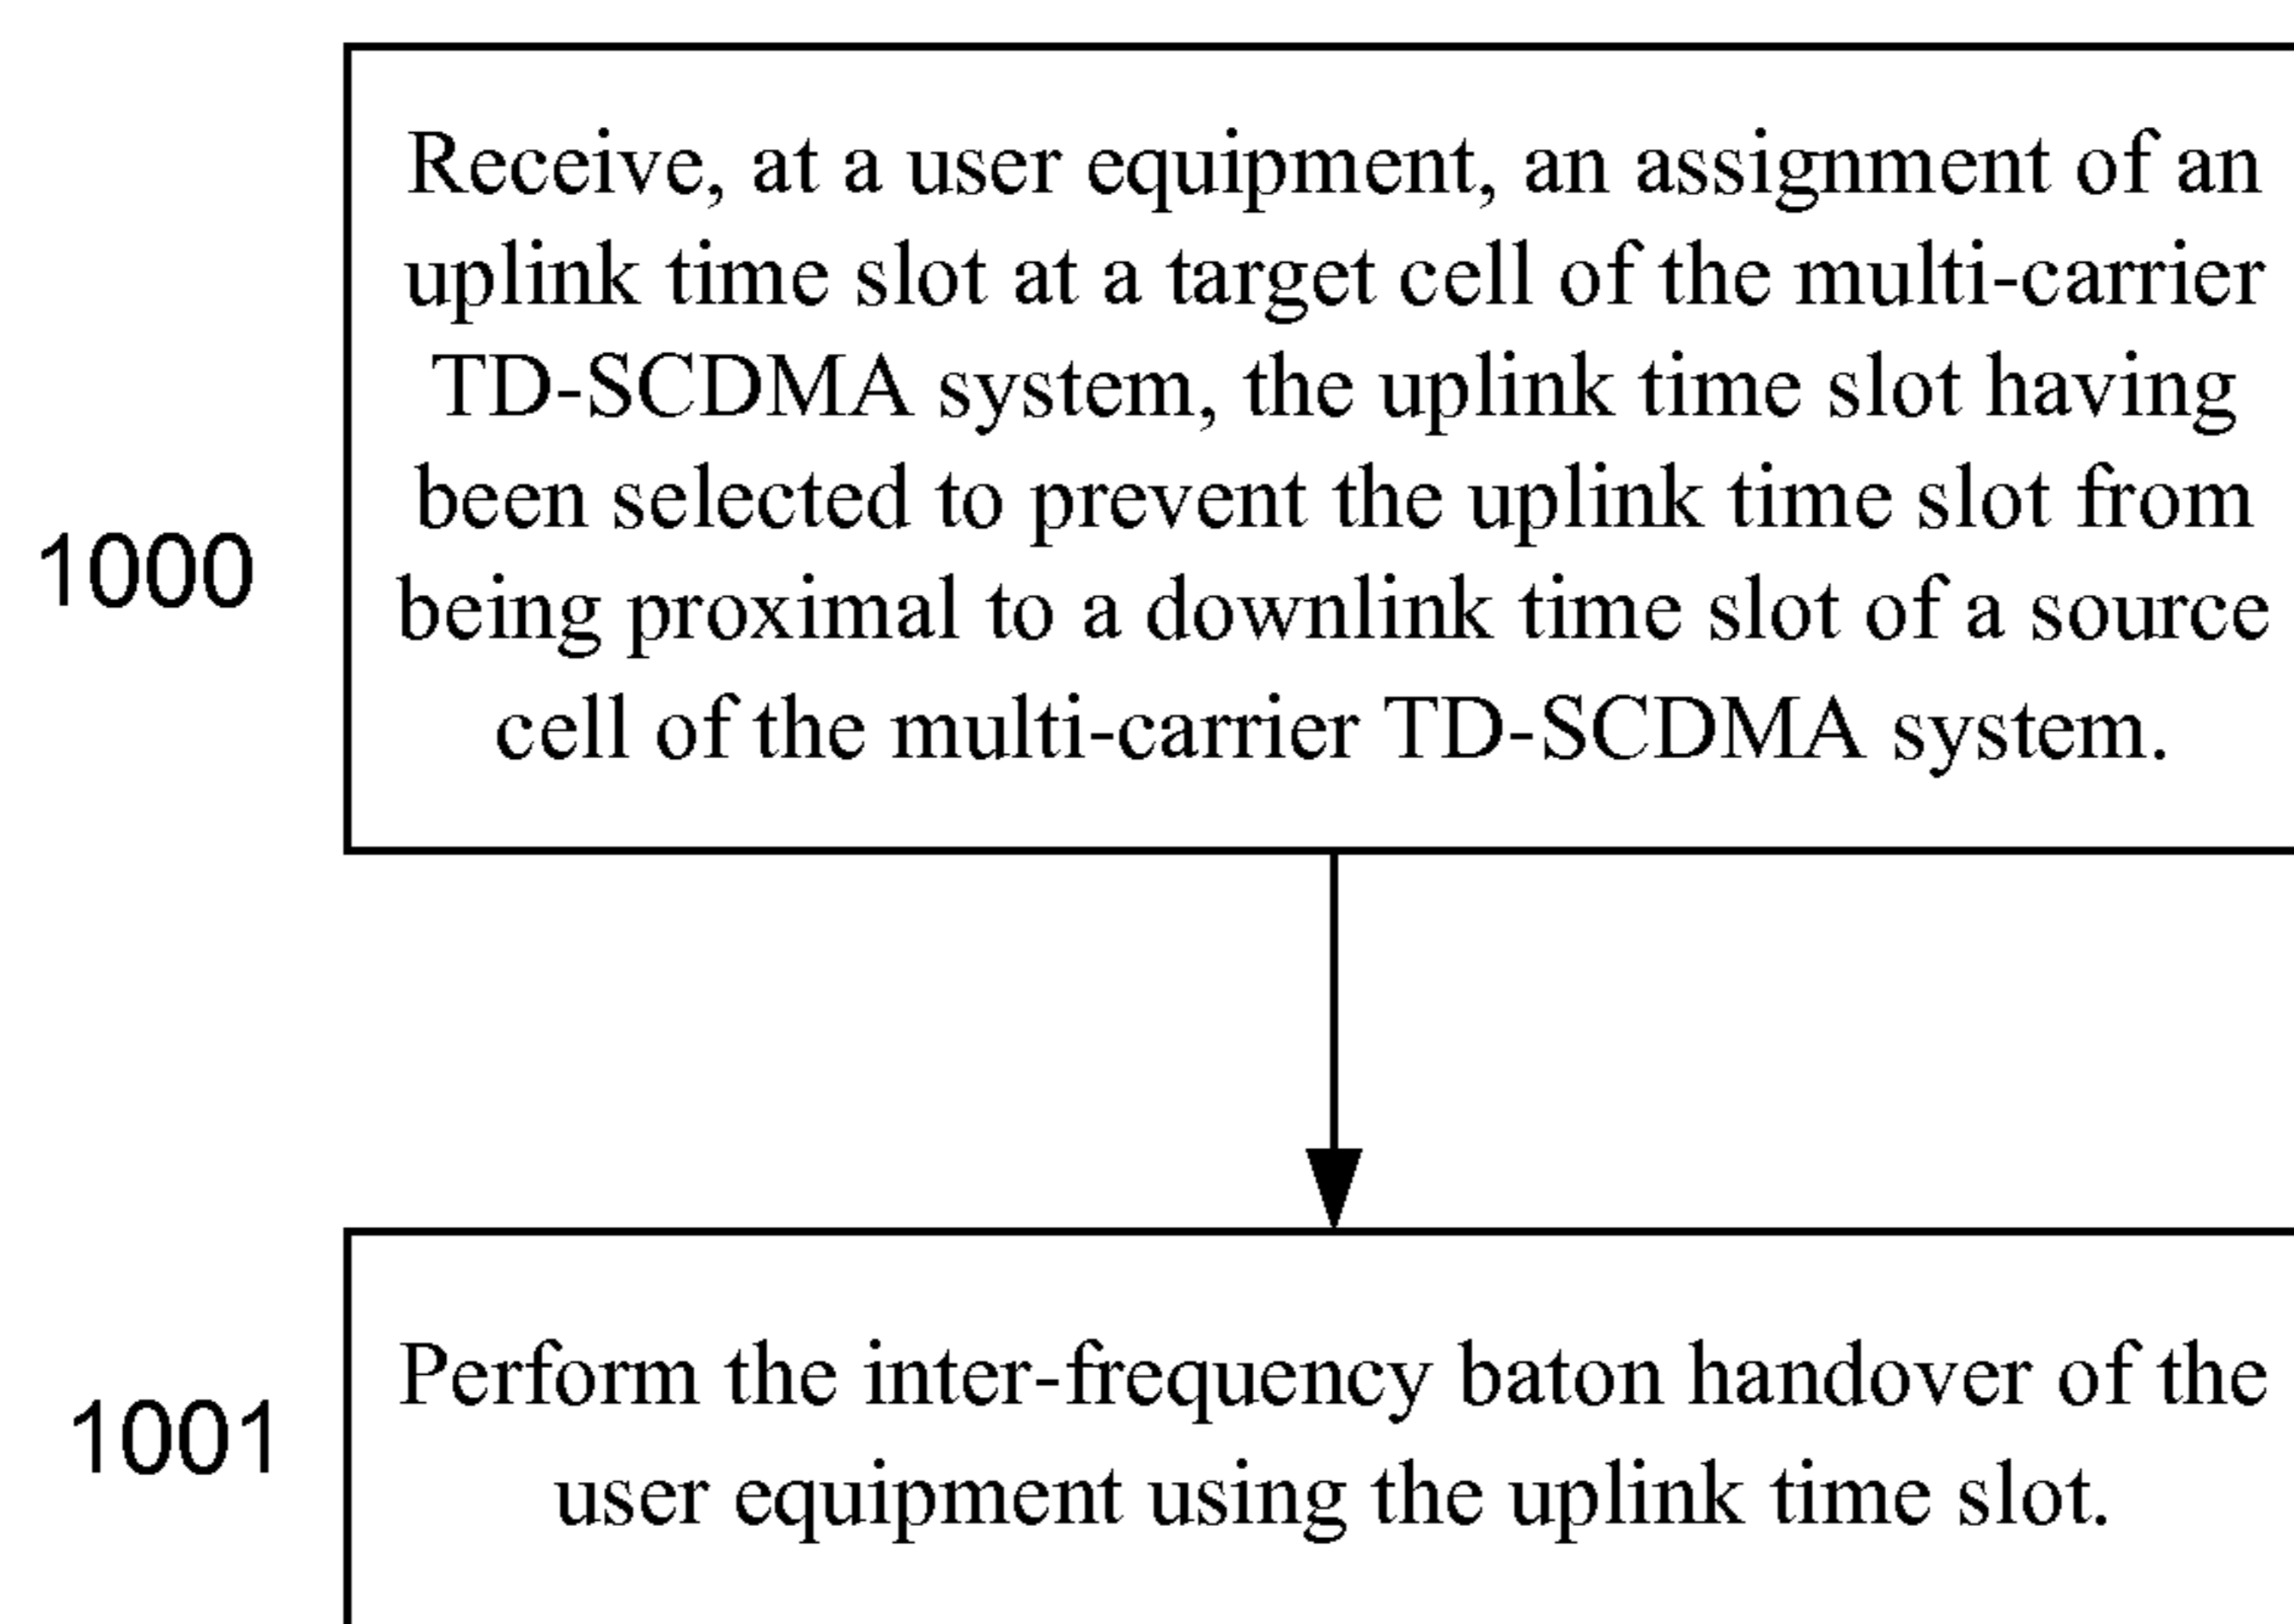 Receive, at a user equipment, an assignment of an
uplink time slot at a target cell of the multi-carrier
TD-SCDMA system, the uplink time slot having
been selected to prevent the uplink time slot from
1000
being proximal to a downlink time slot of a source
cell of the multi-carrier TD-SCDMA system.
1001
Perform the inter-frequency baton handover of the
user equipment using the uplink time slot.